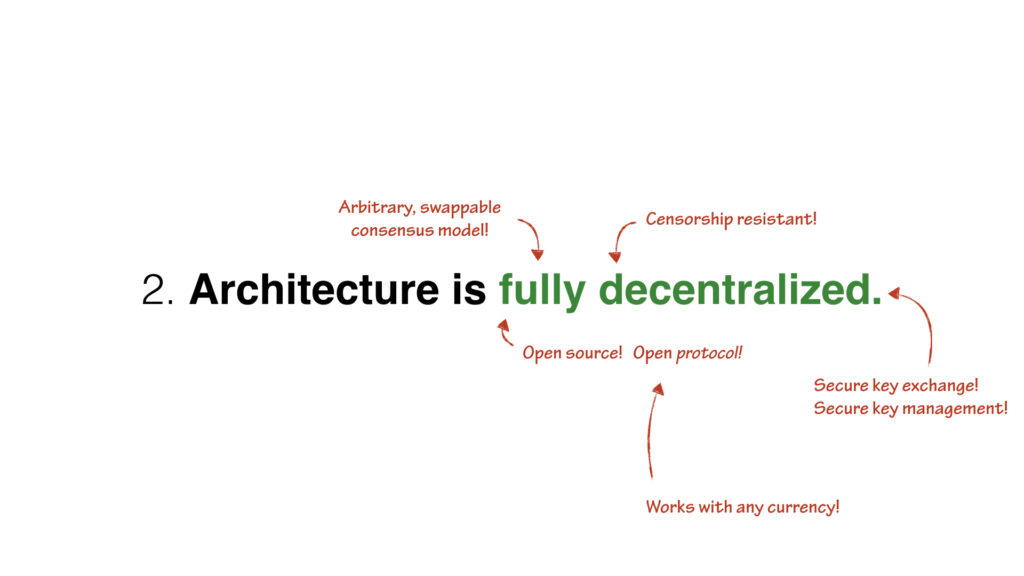 Arbitrary, swappable
consensus model!
Censorship resistant!
2. Architecture is fully decentralized.
Open source! Open protocol!
Secure key exchange!
Secure key management!
Works with any currency!